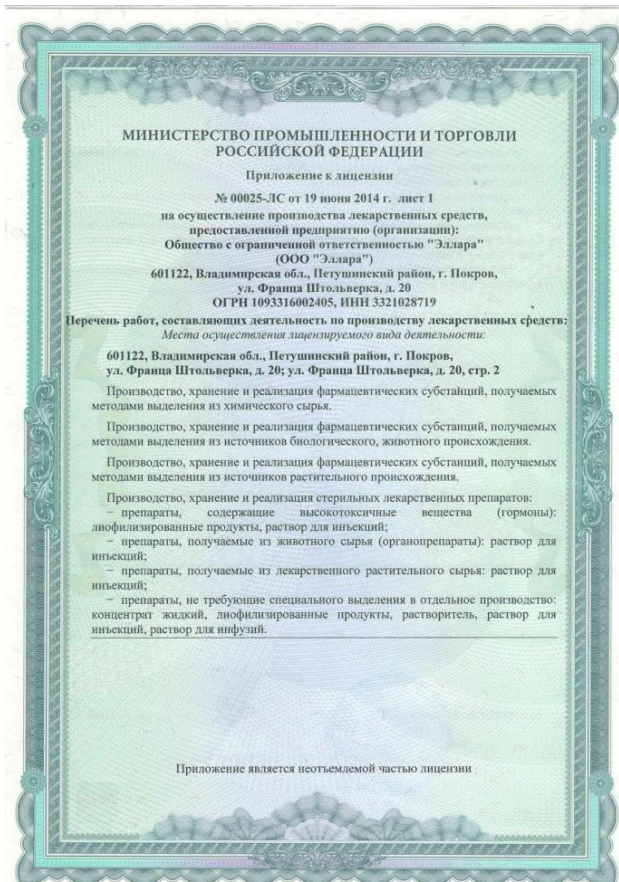 МИНИСТЕРСТВО ПРОМЫШЛЕННОСТИ И ТОРГОВЛИ
РОССИЙСКОЙ ФЕДЕРАЦИИ
Приложение к лицензии
№ 00025-ЛС от 19 июня 2014 г. лист 1
на осуществление производства лекарственных средств,
предоставленной предприятию (организации):
Общество с ограниченной ответственностью "Эллара"
(ООО "Эллара")
601122, Владимирская обл., Петушинский район, г. Покров,
ул. Франца Штольверка, д. 20
ОГРН 1093316002405, ИНН 3321028719
Перечень работ, составляющих деятельность по производству лекарственных средств:
Места осуществления лицензируемого вида деятельности:
601122, Владимирская обл., Петушинский район, г. Покров,
ул. Франца Штольверка, д. 20; ул. Франца Штольверка, д. 20, стр. 2
Производство, хранение и реализация фармацевтических субстанций, получаемых
методами выделения из химического сырья.
Производство, хранение и реализация фармацевтических субстанций, получаемых
методами выделения из источников биологического, животного происхождения.
Производство, хранение и реализация фармацевтических субстанций, получаемых
методами выделения из источников растительного происхождения.
Производство, хранение и реализация стерильных лекарственных препаратов:
− препараты, содержащие высокотоксичные вещества (гормоны):
лиофилизированные продукты, раствор для инъекций;
− препараты, получаемые из животного сырья (органопрепараты): раствор для
инъекций;
− препараты, получаемые из лекарственного растительного сырья: раствор для
инъекций;
− препараты, не требующие специального выделения в отдельное производство:
концентрат жидкий, лиофилизированные продукты, растворитель, раствор для
инъекций, раствор для инфузий.
Приложение является неотъемлемой частью лицензии